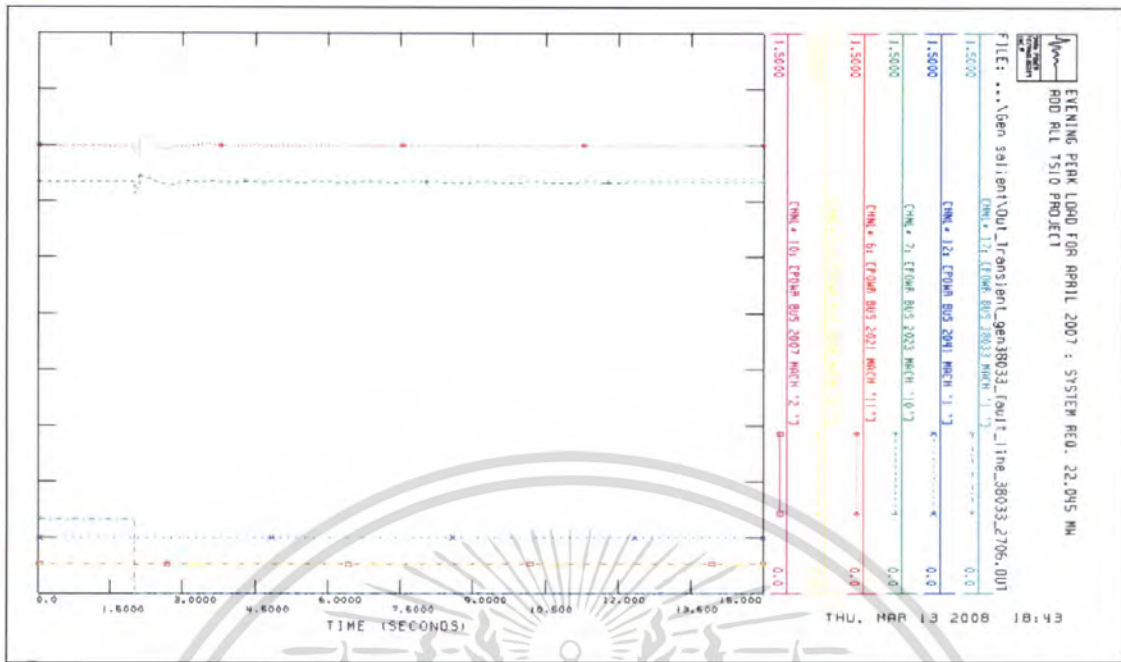 EVENING PEAK LOAD FOR APRIL 2007 : SYSTEM REQ. 22,045 MW
ADD ALL TSIO PROJECT
FILE: ...\Gen salient\Out_Transient_gen38033_fault_line_38033_2706.OUT
CHNL# 17: [POWR BUS 38033 MACH '1 ']
1.5000 0.0
CHNL# 12: [POWR BUS 2041 MACH '1 ']
1.5000 0.0
CHNL# 7: [POWR BUS 2023 MACH '10']
1.5000 0.0
CHNL# 6: [POWR BUS 2021 MACH '11']
1.5000 0.0
CHNL# 10: [POWR BUS 2007 MACH '2 ']
1.5000 0.0
0.0 1.5000 3.0000 4.5000 6.0000 7.5000 9.0000 10.500 12.000 13.500 15.000
TIME (SECONDS)
THU, MAR 13 2008 18:43